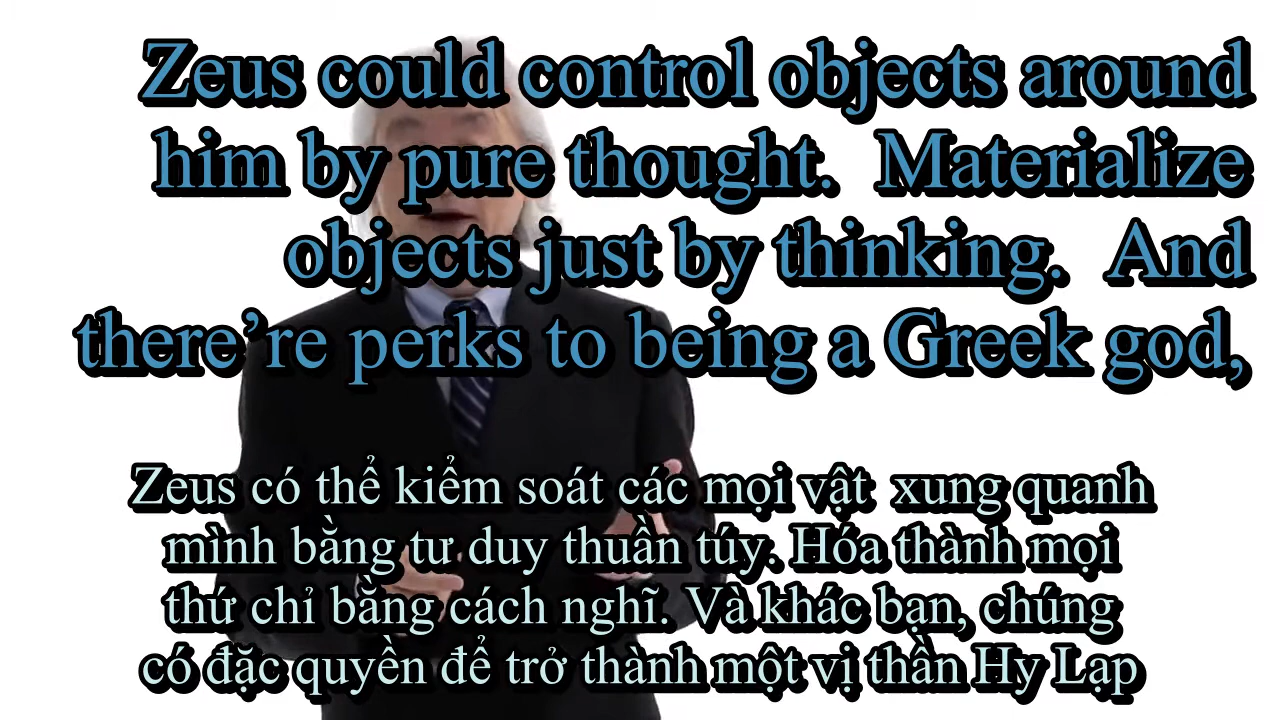 Zeus could control objects around
him by pure thought.  Materialize
objects just by thinking.  And
there’re perks to being a Greek god,
Zeus có thể kiểm soát các mọi vật  xung quanh
mình bằng tư duy thuần túy. Hóa thành mọi
thứ chỉ bằng cách nghĩ.  Và khác bạn, chúng
có đặc quyền để trở thành một vị thần Hy Lạp